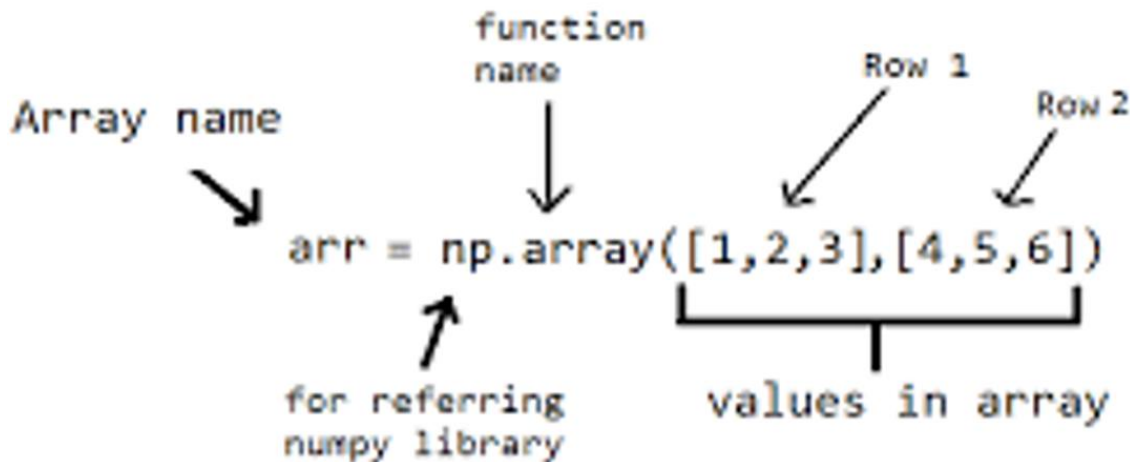 function
name
Row 1
Row 2
Array name
arr = np.array([1,2,3],[4,5,6])
for referring
numpy library
values in array